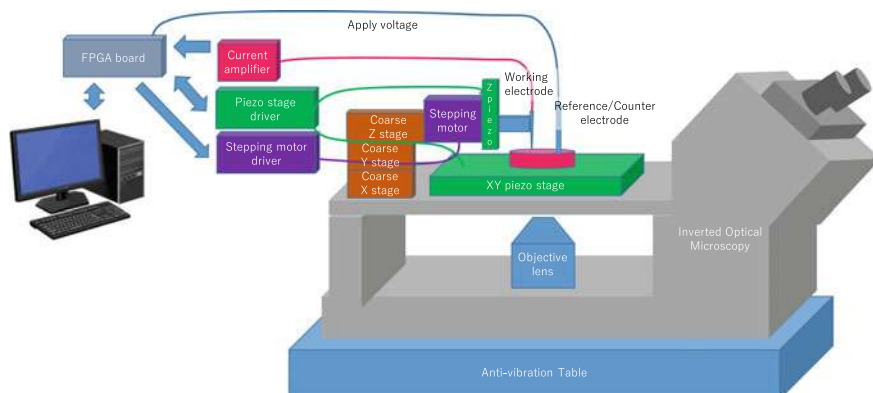 Apply voltage
FPGA board
Current
amplifier
Working
electrode
Reference/Counter
electrode
Piezo stage
driver
Stepping motor
driver
Coarse
Z stage
Coarse
Y stage
Coarse
X stage
Stepping
motor
Z
p
i
e
z
o
XY piezo stage
Objective
lens
Inverted Optical
Microscopy
Anti-vibration Table